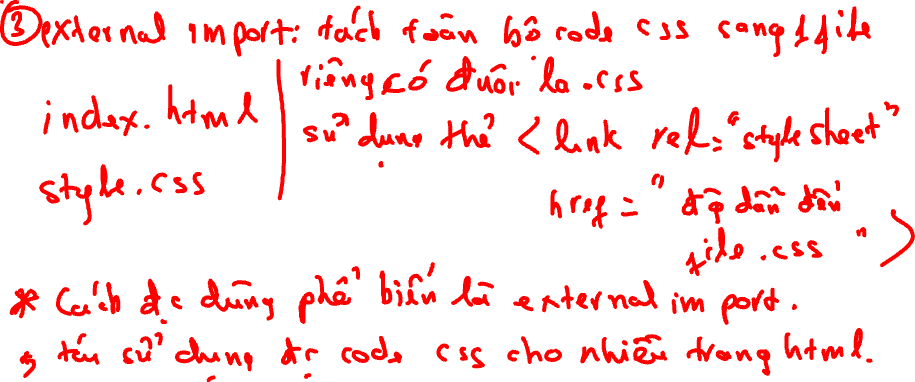 ③ external import: tách toàn bộ code css sang 1 file
riêng có đuôi là .css
index.html
sử dụng thẻ <link rel="stylesheet"
style.css
href="đg dẫn đến
file.css">
* Cách đc dùng phổ biến là external import.
↳ tái sử dụng đc code css cho nhiều trang html.